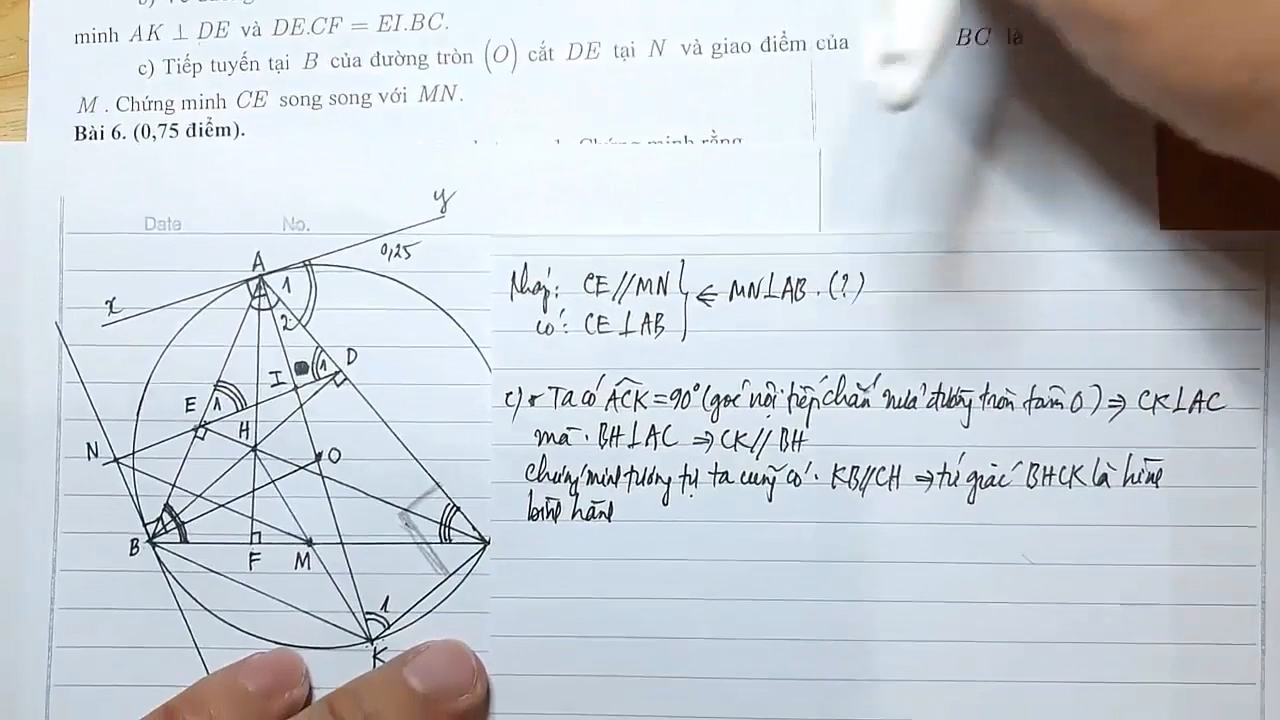 minh AK ⊥ DE và DE.CF = EI.BC.
c) Tiếp tuyến tại B của đường tròn (O) cắt DE tại N và giao điểm của BC là
M . Chứng minh CE song song với MN.
Bài 6. (0,75 điểm).
Date No.
y
0,25
A
1
x
2
I
1
D
E
1
H
N
O
B
F
M
1
K
Nháp: CE//MN } ⇐ MN⊥AB. (?)
có: CE⊥AB
c) * Ta có ACK = 90° (góc nội tiếp chắn nửa đường tròn tâm O) ⇒ CK⊥AC
mà BH⊥AC ⇒ CK//BH
chứng minh tương tự ta cũng có: KB//CH ⇒ tứ giác BHCK là hình
bình hành